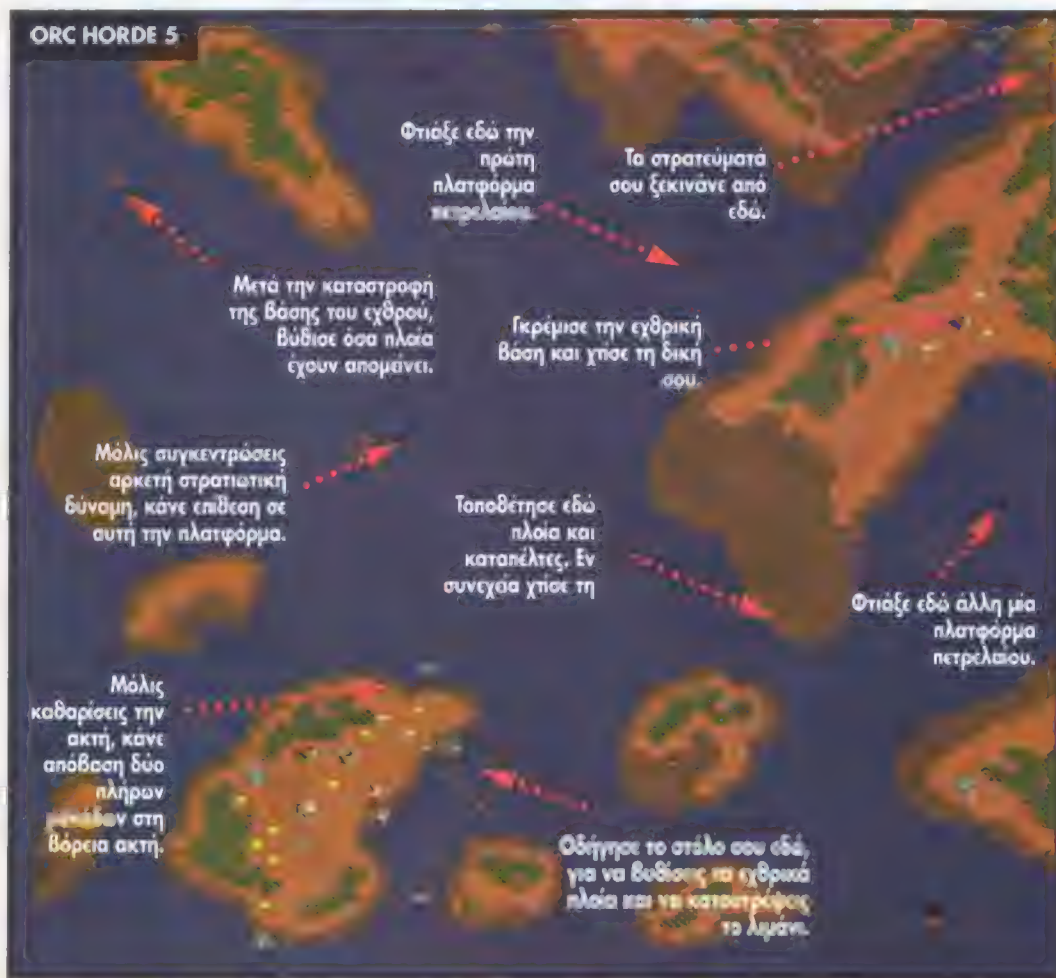 ORC HORDE 5
Φτιάξε εδώ την
πρώτη
πλατφόρμα
πετρελαίου.
Τα στρατεύματά
σου ξεκινάνε από
εδώ.
Μετά την καταστροφή
της βάσης του εχθρού,
βύθισε όσα πλοία
έχουν απομείνει.
Γκρέμισε την εχθρική
βάση και χτίσε τη δική
σου.
Μόλις συγκεντρώσεις
αρκετή στρατιωτική
δύναμη, κάνε επίθεση σε
αυτή την πλατφόρμα.
Τοποθέτησε εδώ
πλοία και
καταπέλτες. Εν
συνεχεία χτίσε τη
Φτιάξε εδώ άλλη μία
πλατφόρμα
πετρελαίου.
Μόλις
καθαρίσεις την
ακτή, κάνε
απόβαση δύο
πλήρων
μονάδων στη
βόρεια ακτή.
Οδήγησε το στόλο σου εδώ,
για να βυθίσεις τα εχθρικά
πλοία και να καταστρέψεις
το λιμάνι.